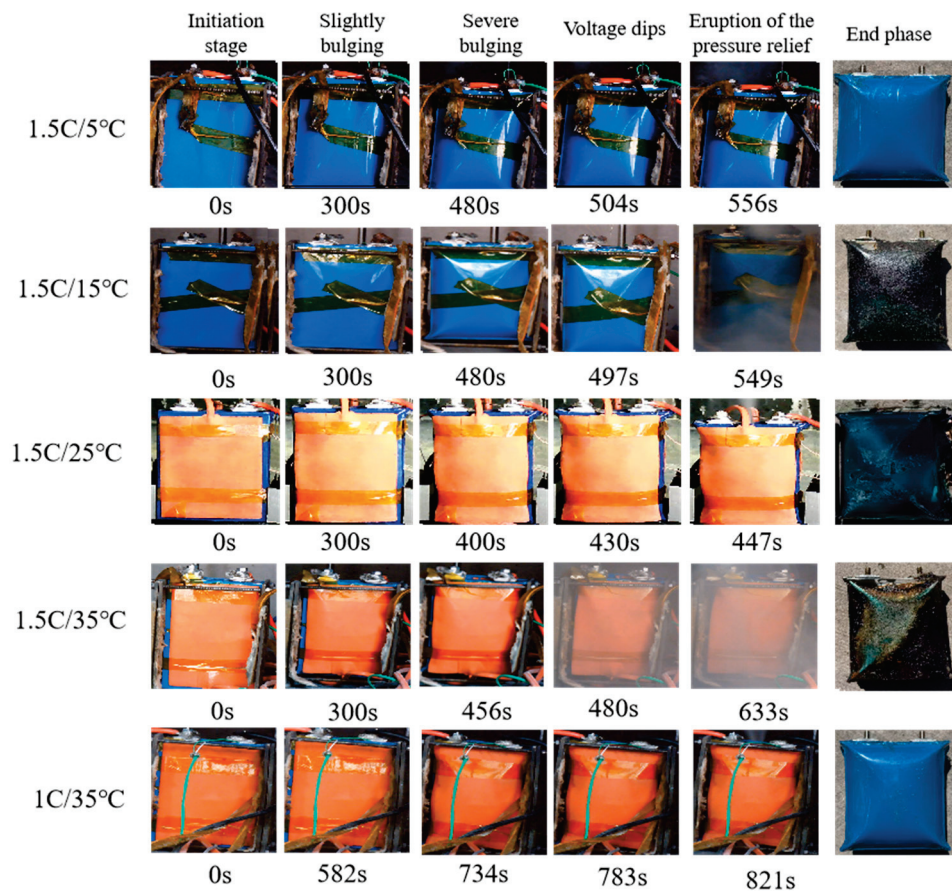 Initiation
stage
Slightly
bulging
Severe
bulging
Voltage dips
Eruption of the
pressure relief
End phase
1.5C/5℃
0s
300s
480s
504s
556s
1.5C/15℃
0s
300s
480s
497s
549s
1.5C/25℃
0s
300s
400s
430s
447s
1.5C/35℃
0s
300s
456s
480s
633s
1C/35℃
0s
582s
734s
783s
821s